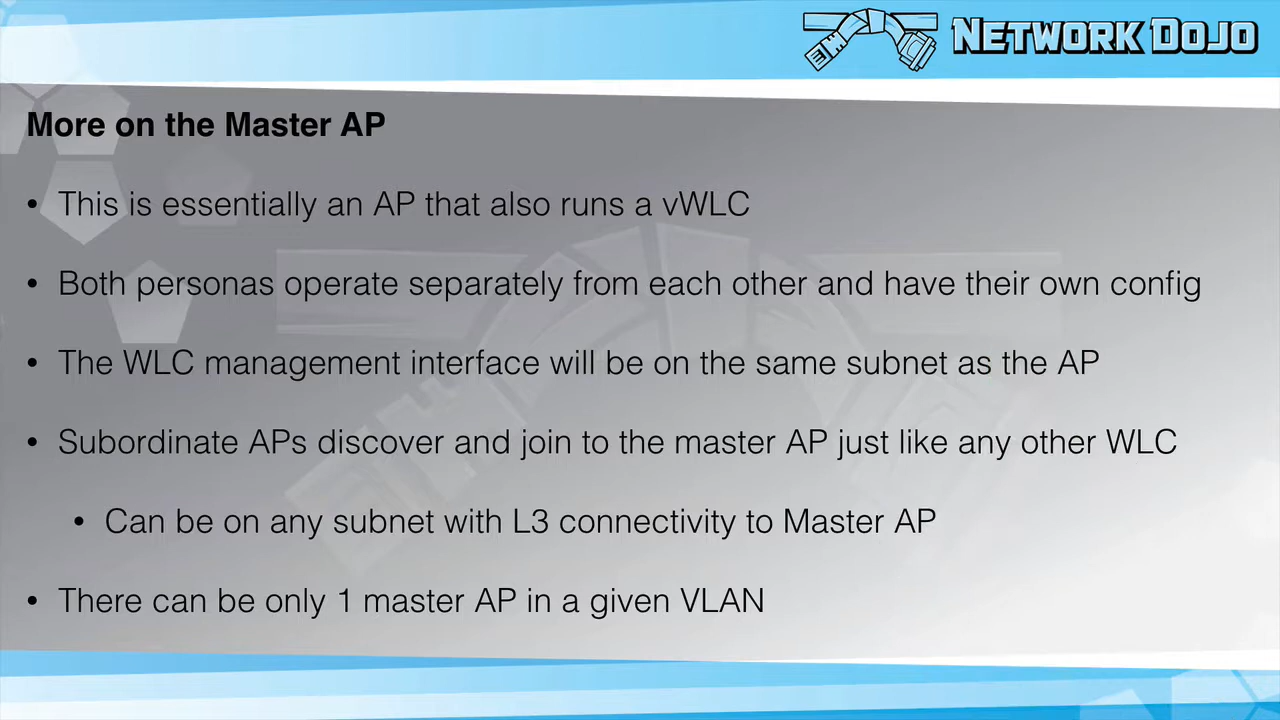 NETWORK DOJO
More on the Master AP
• This is essentially an AP that also runs a vWLC
• Both personas operate separately from each other and have their own config
• The WLC management interface will be on the same subnet as the AP
• Subordinate APs discover and join to the master AP just like any other WLC
• Can be on any subnet with L3 connectivity to Master AP
• There can be only 1 master AP in a given VLAN